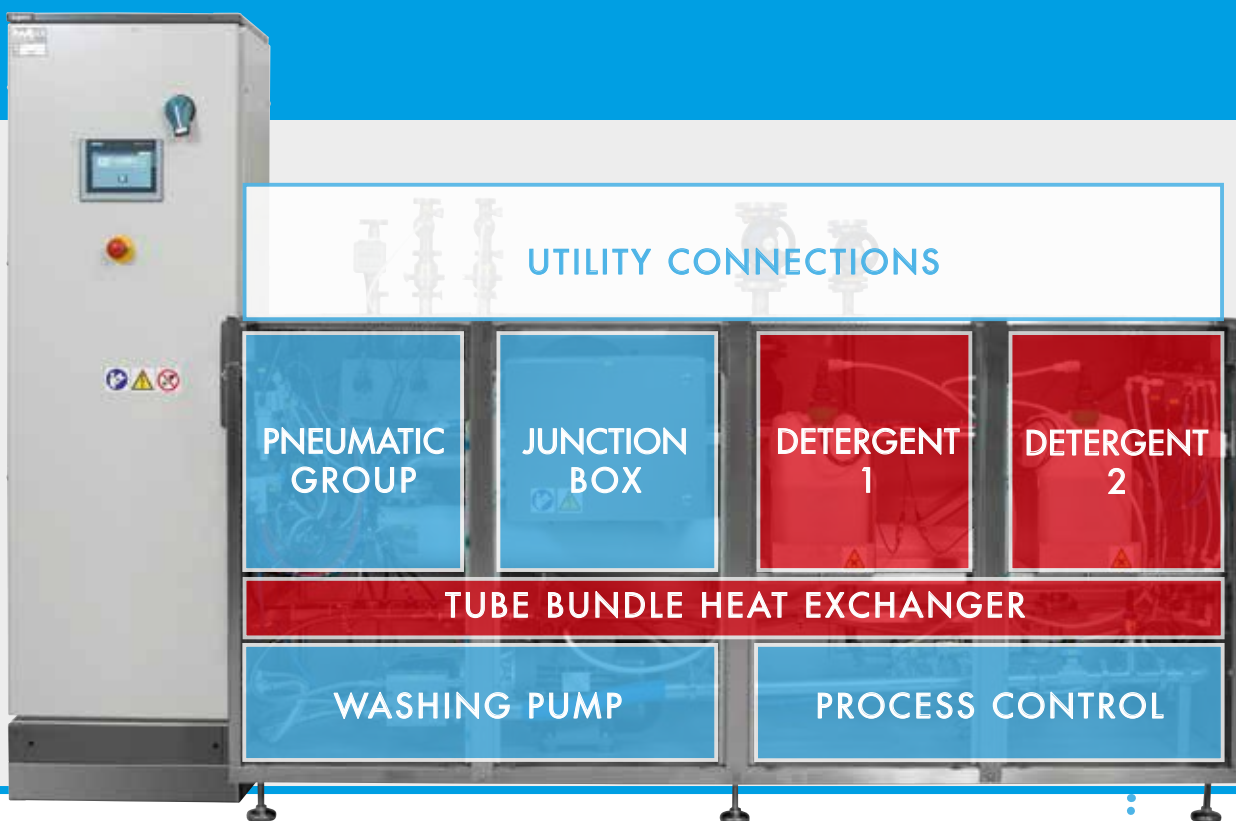 UTILITY CONNECTIONS
PNEUMATIC
GROUP
JUNCTION
BOX
DETERGENT
1
DETERGENT
2
TUBE BUNDLE HEAT EXCHANGER
WASHING PUMP
PROCESS CONTROL